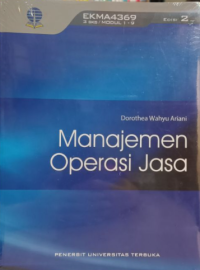 EKMA4369
3 sks / MODUL 1 - 9
EDISI 2
Dorothea Wahyu Ariani
Manajemen
Operasi Jasa
PENERBIT UNIVERSITAS TERBUKA